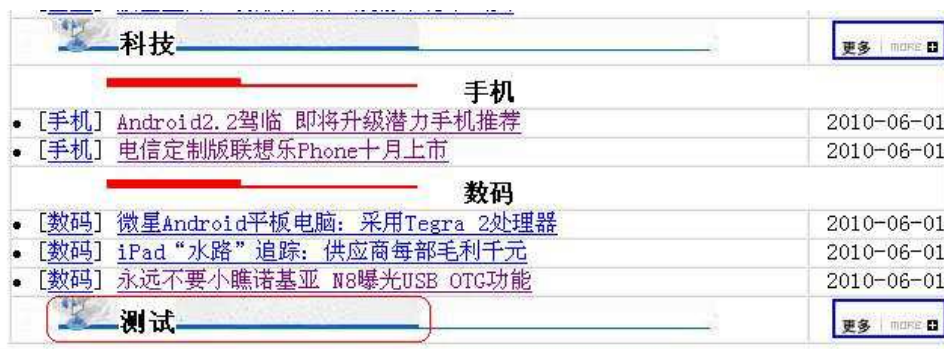 科技 更多 | MORE
手机
• [手机] Android2.2驾临 即将升级潜力手机推荐 2010-06-01
• [手机] 电信定制版联想乐Phone十月上市 2010-06-01
数码
• [数码] 微星Android平板电脑：采用Tegra 2处理器 2010-06-01
• [数码] iPad“水路”追踪：供应商每部毛利千元 2010-06-01
• [数码] 永远不要小瞧诺基亚 N8曝光USB OTG功能 2010-06-01
测试 更多 | MORE